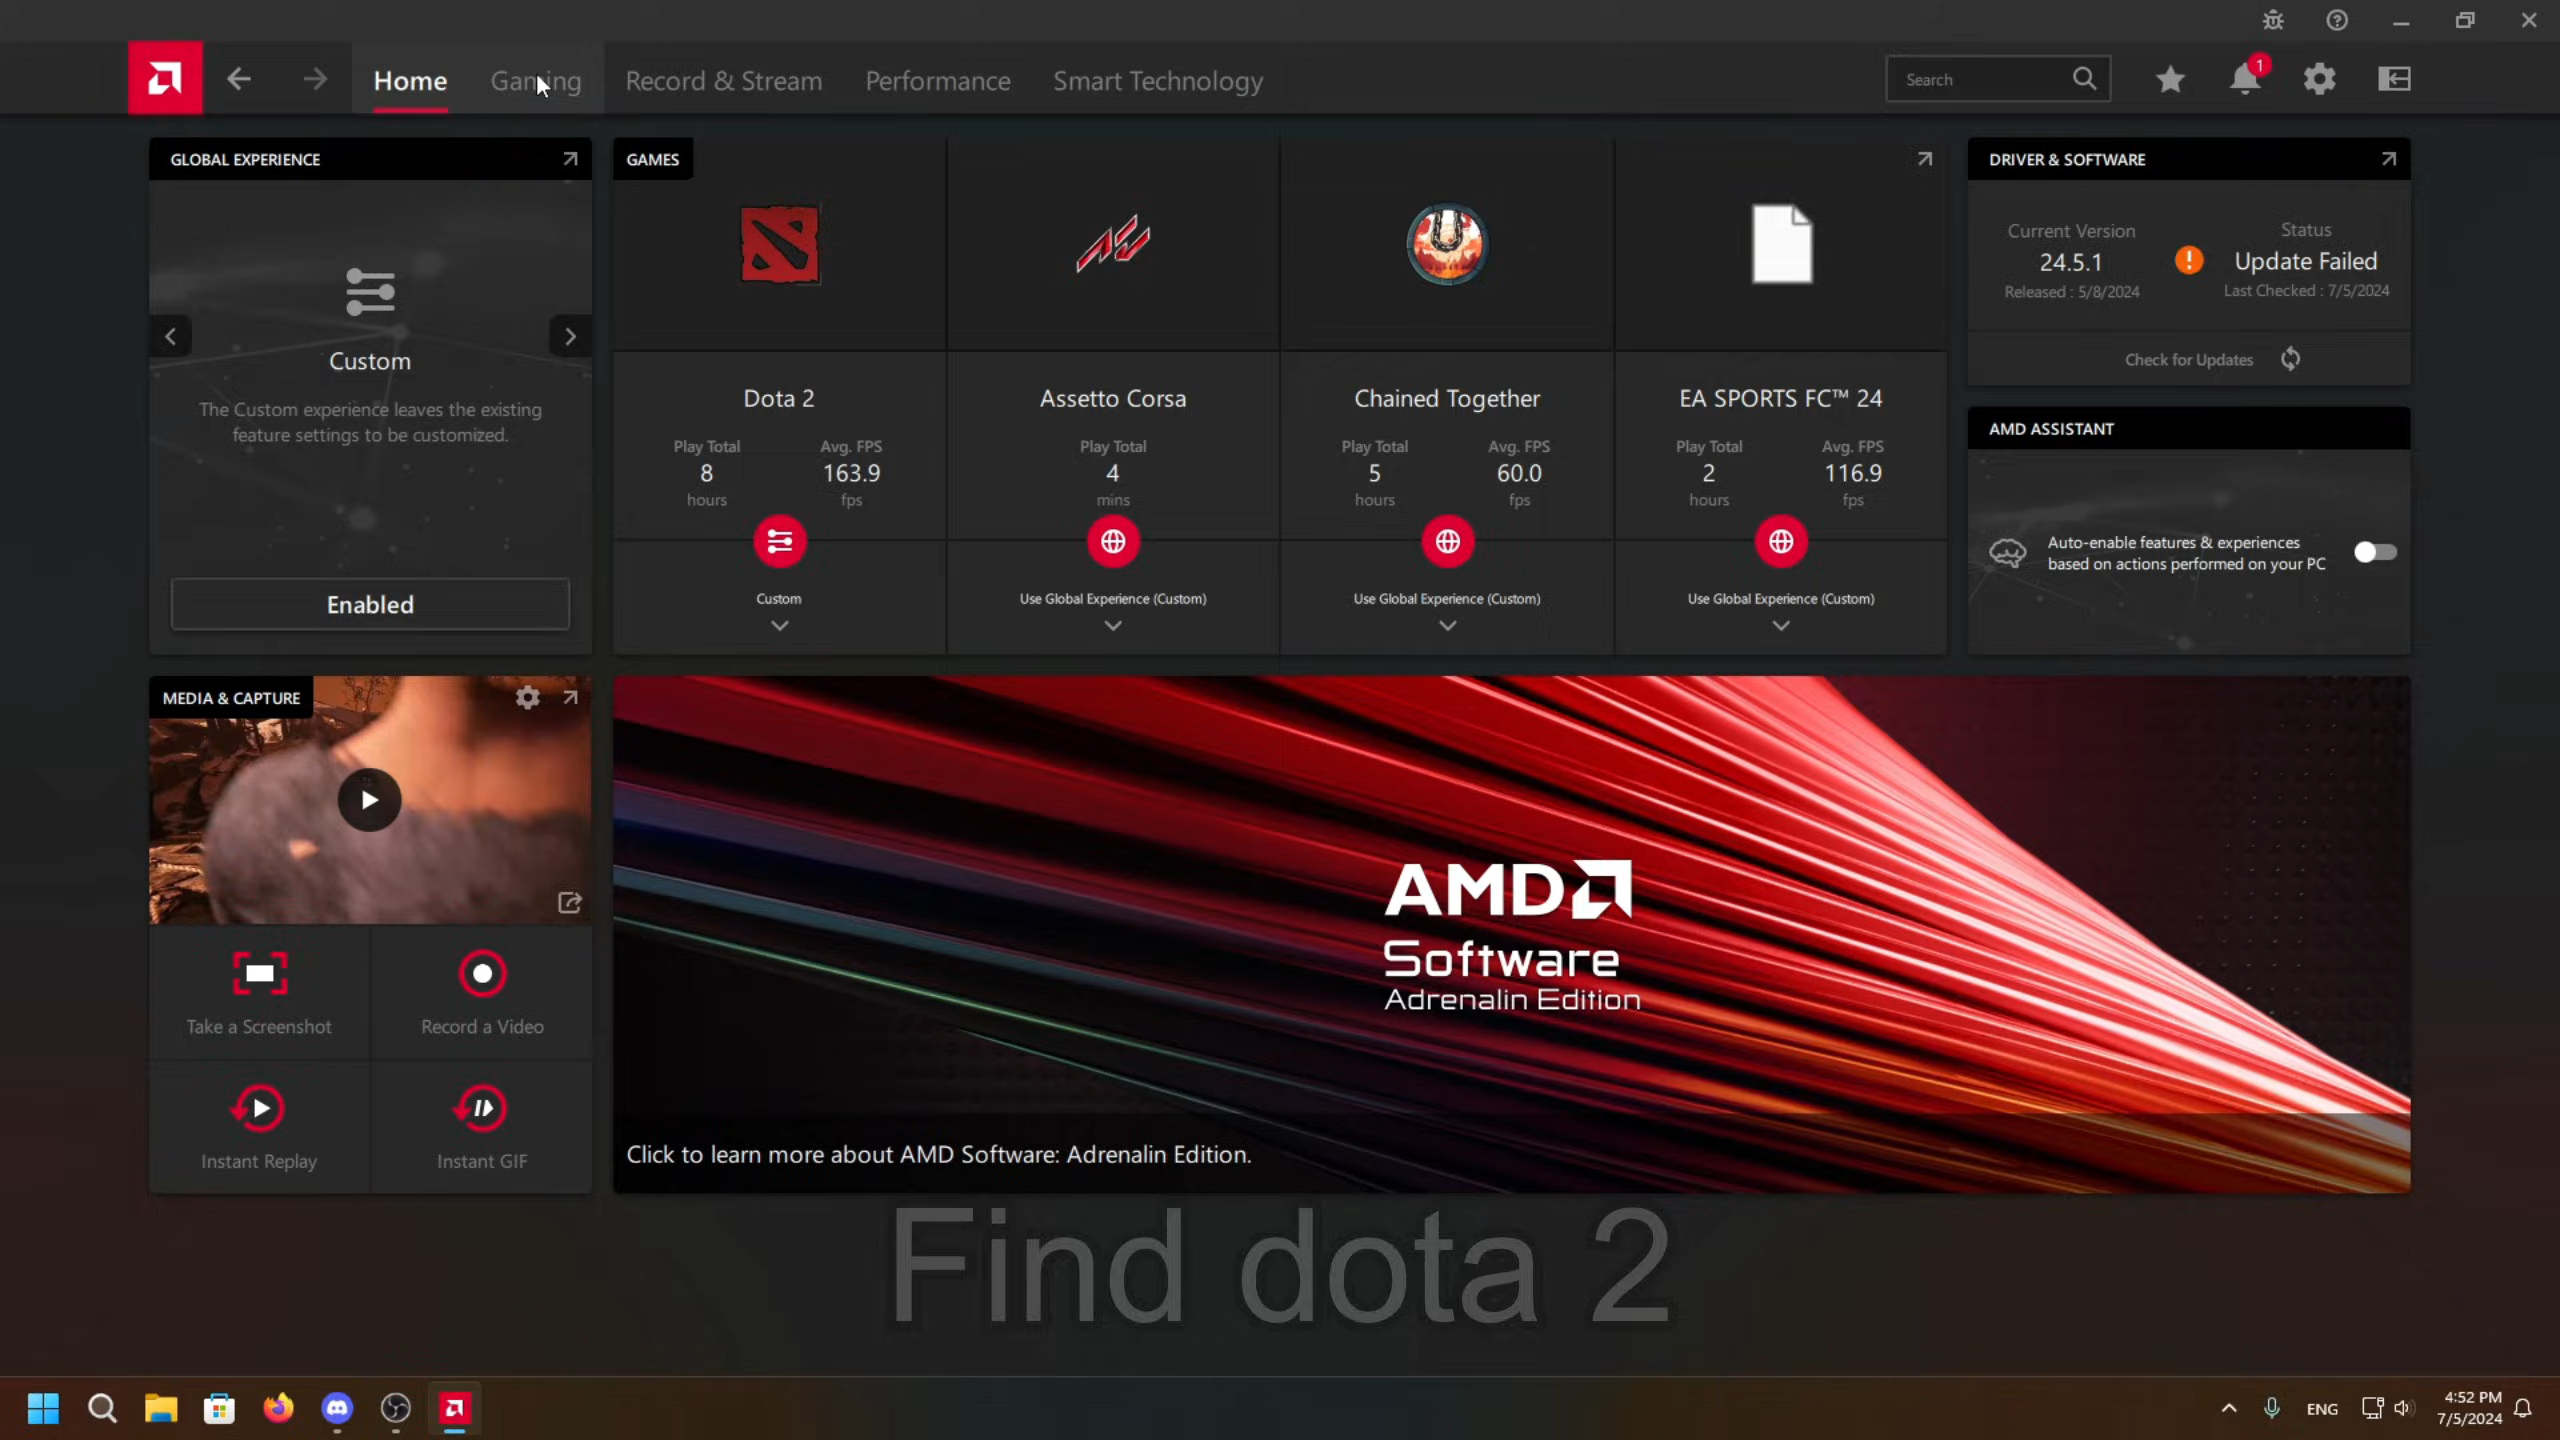 Home
Gaming
Record & Stream
Performance
Smart Technology
Search
1
GLOBAL EXPERIENCE
Custom
The Custom experience leaves the existing
feature settings to be customized.
Enabled
GAMES
Dota 2
Play Total
8
hours
Avg. FPS
163.9
fps
Custom
Assetto Corsa
Play Total
4
mins
Use Global Experience (Custom)
Chained Together
Play Total
5
hours
Avg. FPS
60.0
fps
Use Global Experience (Custom)
EA SPORTS FC™ 24
Play Total
2
hours
Avg. FPS
116.9
fps
Use Global Experience (Custom)
DRIVER & SOFTWARE
Current Version
24.5.1
Released : 5/8/2024
Status
Update Failed
Last Checked : 7/5/2024
Check for Updates
AMD ASSISTANT
Auto-enable features & experiences
based on actions performed on your PC
MEDIA & CAPTURE
Take a Screenshot
Record a Video
Instant Replay
Instant GIF
AMD
Software
Adrenalin Edition
Click to learn more about AMD Software: Adrenalin Edition.
Find dota 2
ENG
4:52 PM
7/5/2024